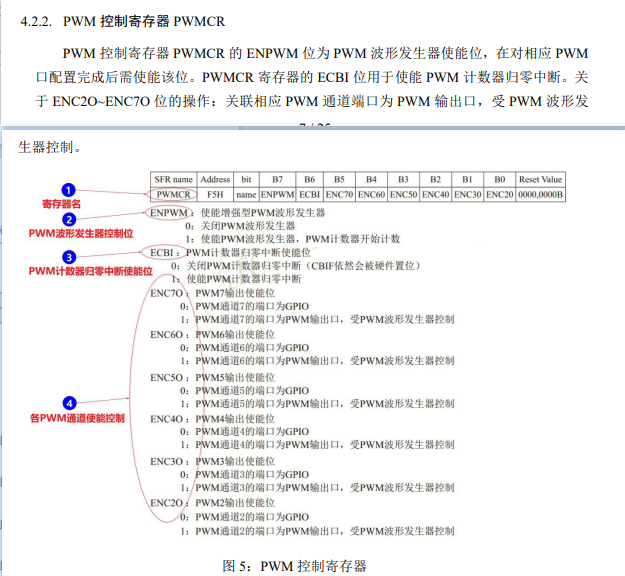 4.2.2. PWM 控制寄存器 PWMCR
PWM 控制寄存器 PWMCR 的 ENPWM 位为 PWM 波形发生器使能位，在对相应 PWM
口配置完成后需使能该位。PWMCR 寄存器的 ECBI 位用于使能 PWM 计数器归零中断。关
于 ENC2O~ENC7O 位的操作：关联相应 PWM 通道端口为 PWM 输出口，受 PWM 波形发
生器控制。
SFR name Address bit B7 B6 B5 B4 B3 B2 B1 B0 Reset Value
PWMCR F5H name ENPWM ECBI ENC7O ENC6O ENC5O ENC4O ENC3O ENC2O 0000,0000B
1
寄存器名
ENPWM：使能增强型PWM波形发生器
2
0：关闭PWM波形发生器
PWM波形发生器控制位
1：使能PWM波形发生器，PWM计数器开始计数
3
ECBI：PWM计数器归零中断使能位
PWM计数器归零中断使能位
0：关闭PWM计数器归零中断（CBIF依然会被硬件置位）
1：使能PWM计数器归零中断
ENC7O：PWM7输出使能位
0：PWM通道7的端口为GPIO
1：PWM通道7的端口为PWM输出口，受PWM波形发生器控制
ENC6O：PWM6输出使能位
0：PWM通道6的端口为GPIO
1：PWM通道6的端口为PWM输出口，受PWM波形发生器控制
ENC5O：PWM5输出使能位
0：PWM通道5的端口为GPIO
1：PWM通道5的端口为PWM输出口，受PWM波形发生器控制
4
各PWM通道使能控制
ENC4O：PWM4输出使能位
0：PWM通道4的端口为GPIO
1：PWM通道4的端口为PWM输出口，受PWM波形发生器控制
ENC3O：PWM3输出使能位
0：PWM通道3的端口为GPIO
1：PWM通道3的端口为PWM输出口，受PWM波形发生器控制
ENC2O：PWM2输出使能位
0：PWM通道2的端口为GPIO
1：PWM通道2的端口为PWM输出口，受PWM波形发生器控制
图 5：PWM 控制寄存器